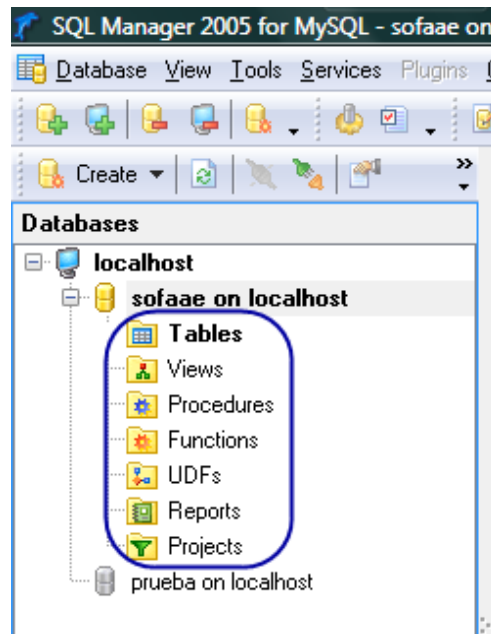 SQL Manager 2005 for MySQL - sofaae on
Database View Tools Services Plugins
Create
Databases
localhost
sofaae on localhost
Tables
Views
Procedures
Functions
UDFs
Reports
Projects
prueba on localhost